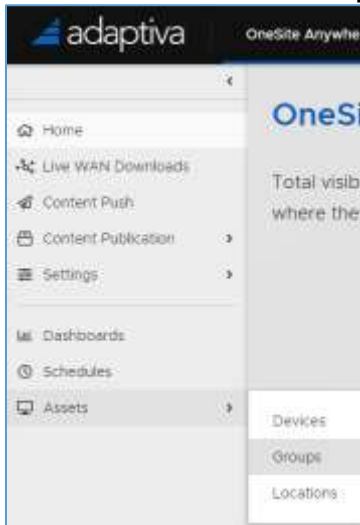 adaptiva
OneSite Anywhe
OneSi
Home
Live WAN Downloads
Total visib
Content Push
where the
Content Publication
Settings
Dashboards
Schedules
Assets
Devices
Groups
Locations